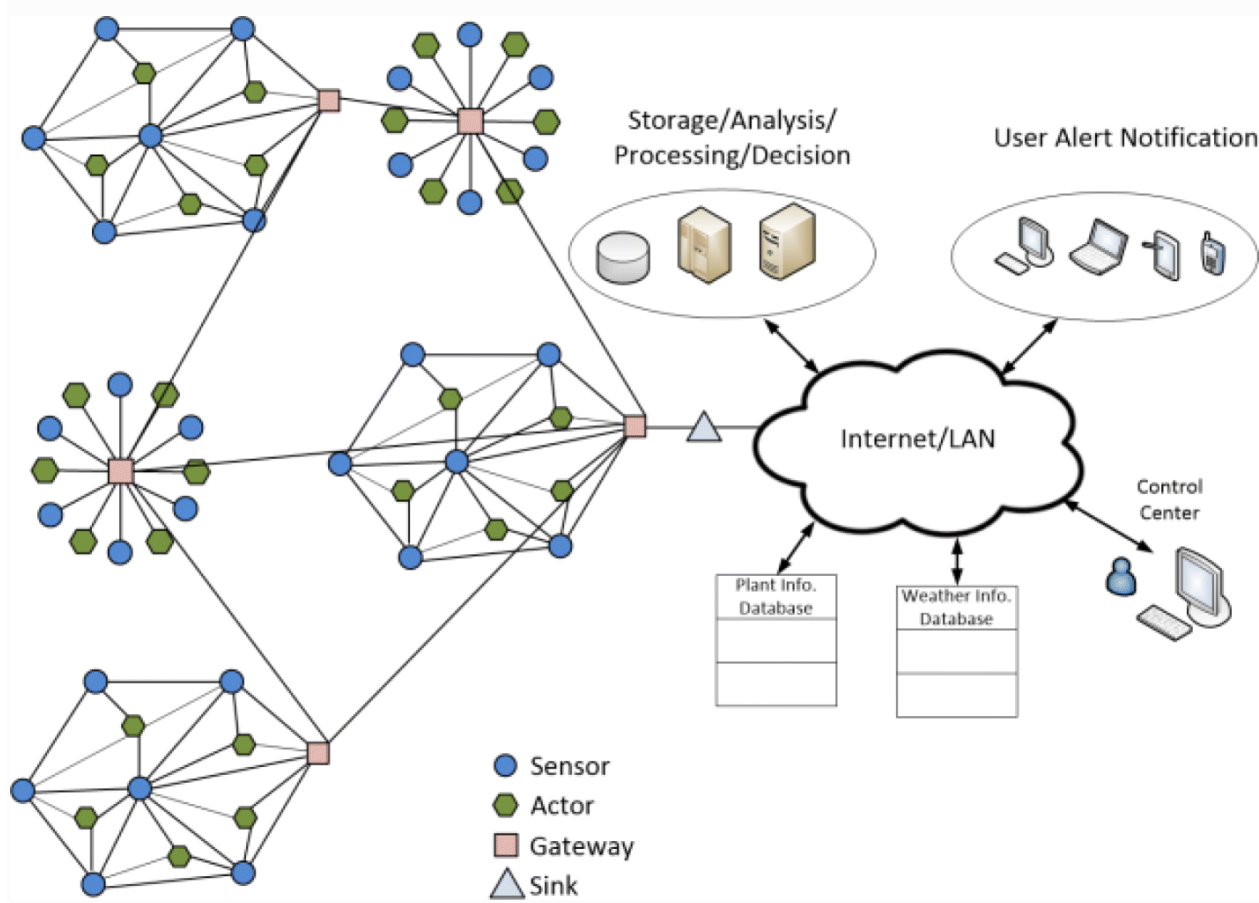 Storage/Analysis/
Processing/Decision
User Alert Notification
Internet/LAN
Control
Center
Plant Info.
Database
Weather Info.
Database
Sensor
Actor
Gateway
Sink